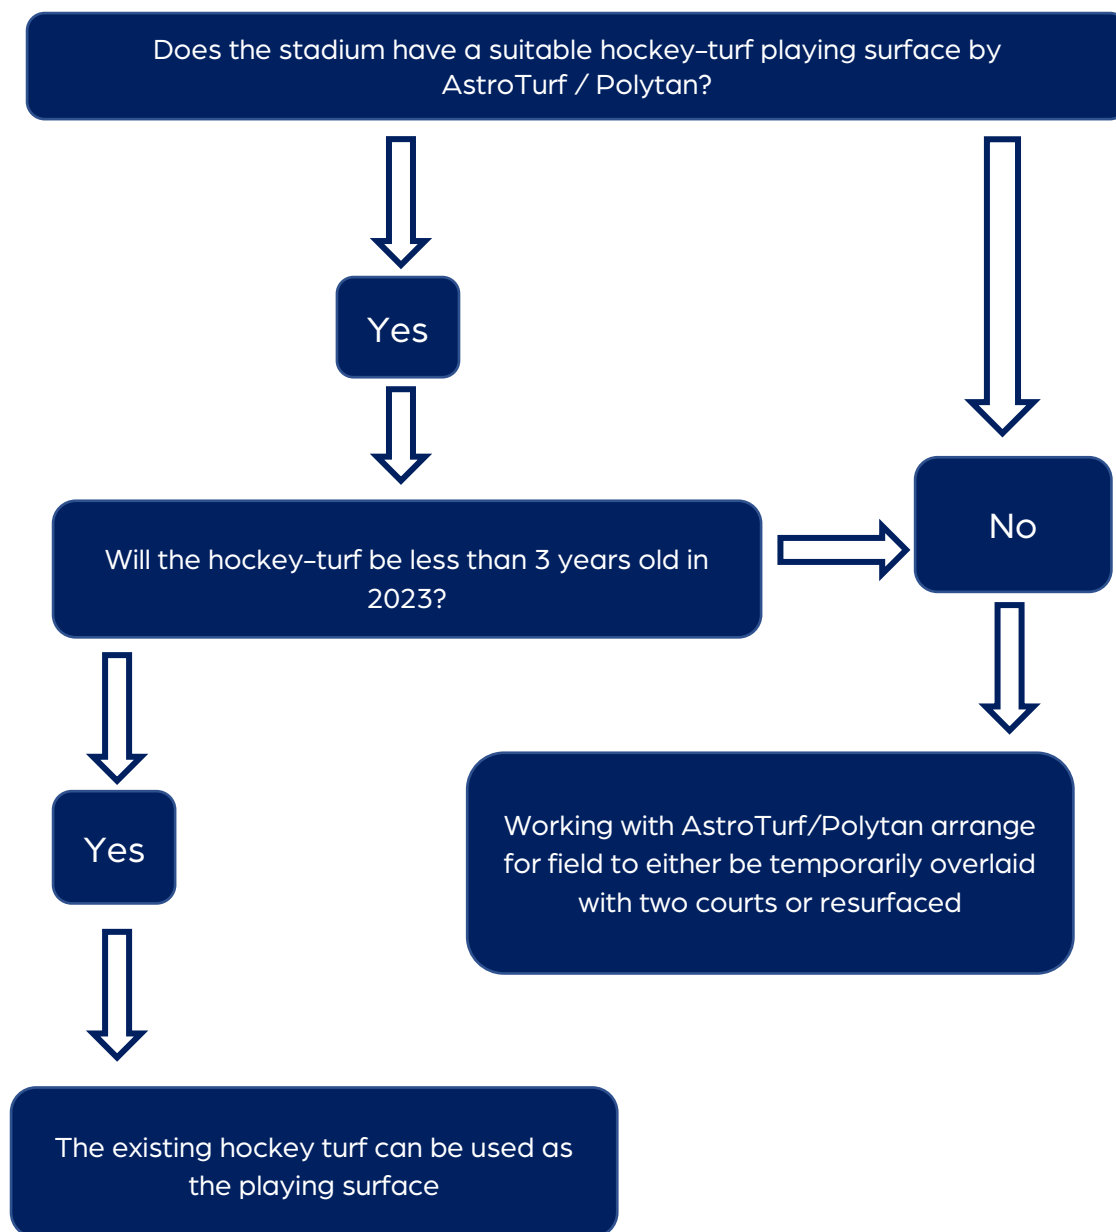 Does the stadium have a suitable hockey-turf playing surface by
AstroTurf / Polytan?
Yes
Will the hockey-turf be less than 3 years old in
2023?
No
Yes
Working with AstroTurf/Polytan arrange
for field to either be temporarily overlaid
with two courts or resurfaced
The existing hockey turf can be used as
the playing surface